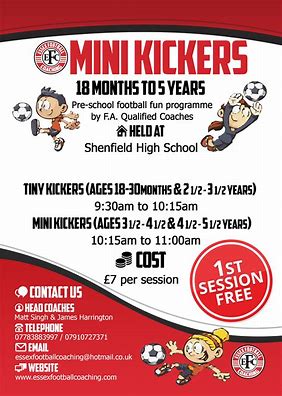 MINI KICKERS
18 MONTHS TO 5 YEARS
Pre-school football fun programme
by F.A. Qualified Coaches
HELD AT
Shenfield High School
TINY KICKERS (AGES 18-30MONTHS & 2 1/2 - 3 1/2 YEARS)
9:30am to 10:15am
MINI KICKERS (AGES 3 1/2 - 4 1/2 & 4 1/2 - 5 1/2 YEARS)
10:15am to 11:00am
COST
£7 per session
1ST
SESSION
FREE
CONTACT US
HEAD COACHES
Matt Singh & James Harrington
TELEPHONE
07783883997 / 07910727371
EMAIL
essexfootballcoaching@hotmail.co.uk
WEBSITE
www.essexfootballcoaching.com